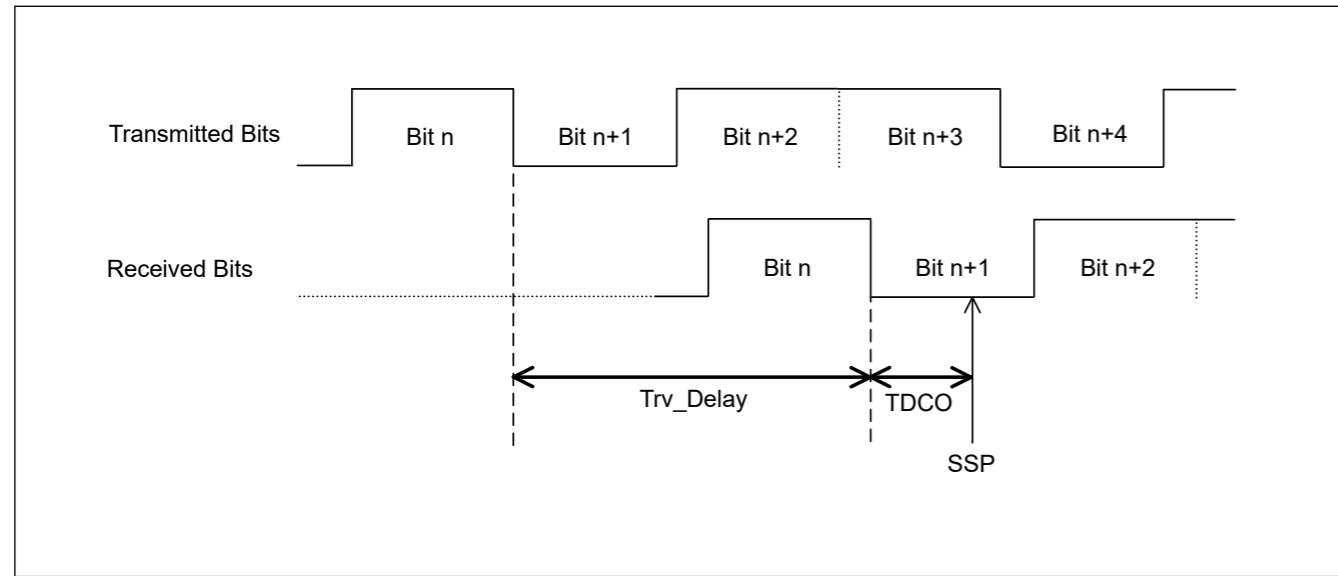 Transmitted Bits
Bit n
Bit n+1
Bit n+2
Bit n+3
Bit n+4
Received Bits
Bit n
Bit n+1
Bit n+2
Trv_Delay
TDCO
SSP